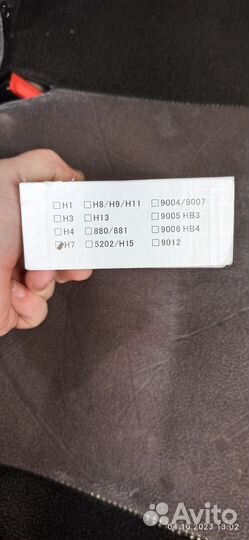 ☐H1 ☐H8/H9/H11 ☐9004/9007
☐H3 ☐H13 ☐9005 HB3
☐H4 ☐880/881 ☐9006 HB4
☑H7 ☐5202/H15 ☐9012
Avito
04.10.2023 13:02